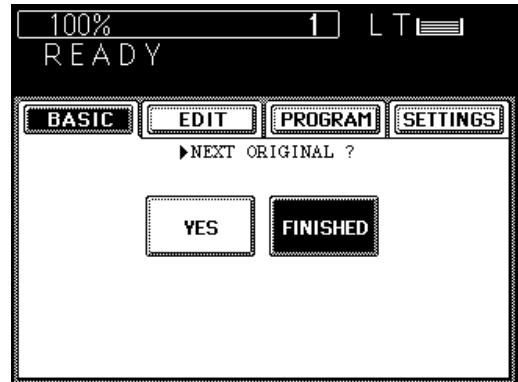 100% 1 LT
READY
BASIC EDIT PROGRAM SETTINGS
▶NEXT ORIGINAL ?
YES FINISHED